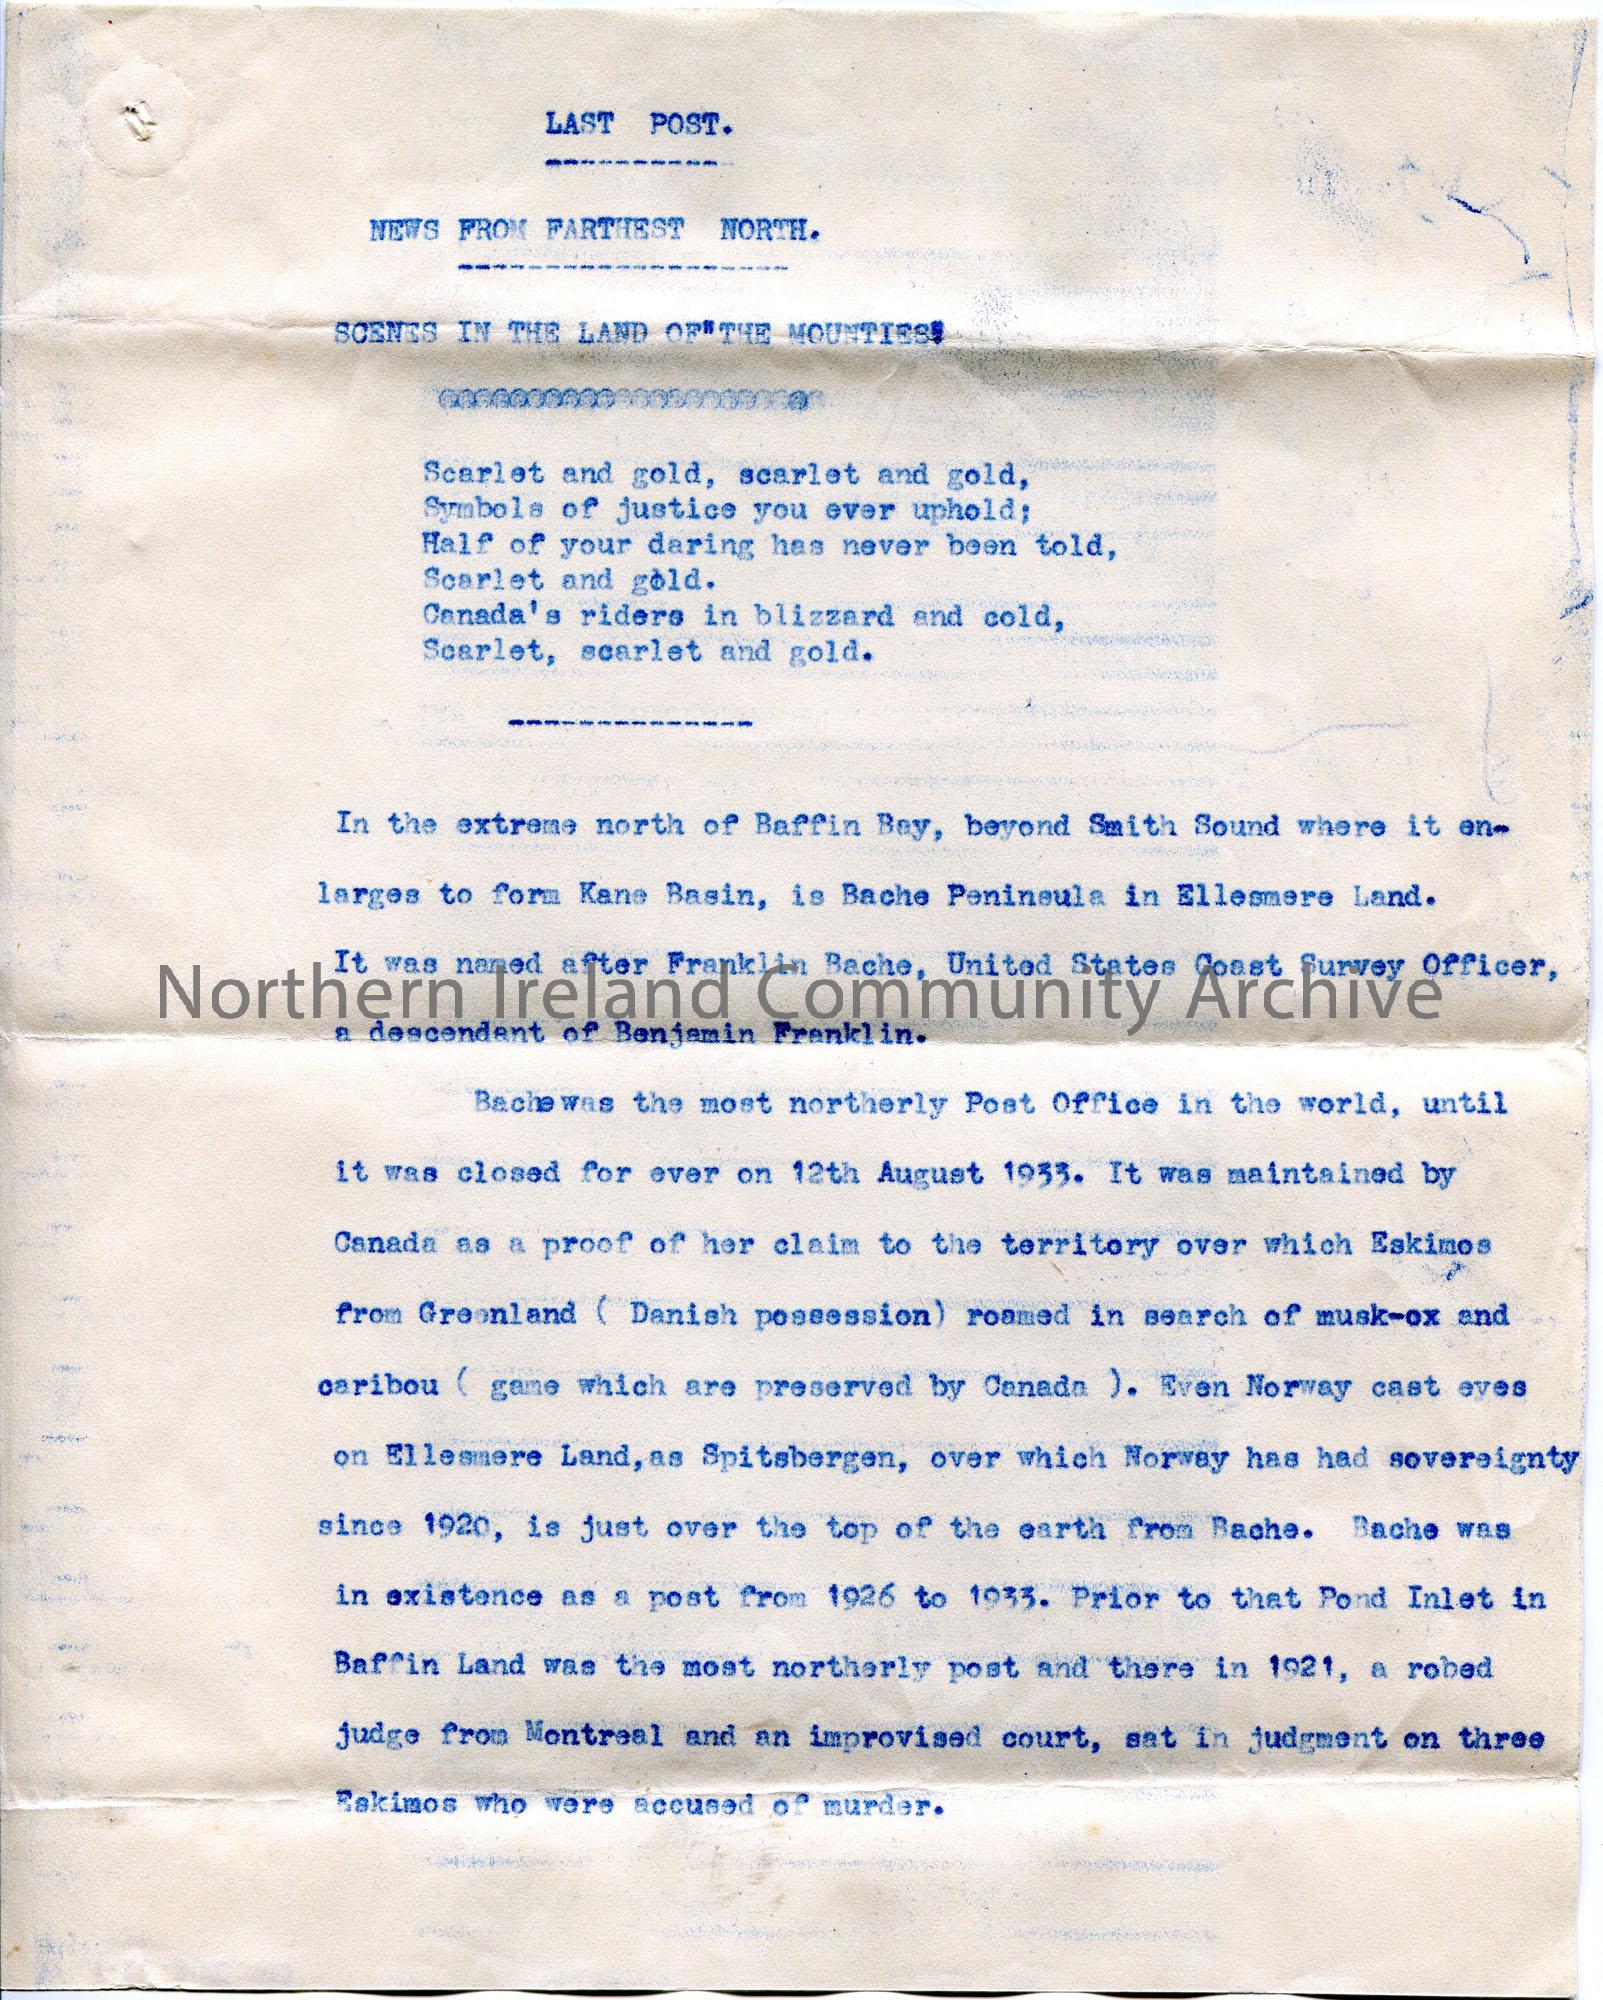 LAST POST.
-----------
NEWS FROM FARTHEST NORTH.
-------------------
SCENES IN THE LAND OF"THE MOUNTIES"
@@@@@@@@@@@@@@@@@@@@@@
Scarlet and gold, scarlet and gold,
Symbols of justice you ever uphold;
Half of your daring has never been told,
Scarlet and gold.
Canada's riders in blizzard and cold,
Scarlet, scarlet and gold.
--------------
In the extreme north of Baffin Bay, beyond Smith Sound where it en-
larges to form Kane Basin, is Bache Peninsula in Ellesmere Land.
It was named after Franklin Bache, United States Coast Survey Officer,
Northern Ireland Community Archive
a descendant of Benjamin Franklin.
Bache was the most northerly Post Office in the world, until
it was closed for ever on 12th August 1933. It was maintained by
Canada as a proof of her claim to the territory over which Eskimos
from Greenland ( Danish possession) roamed in search of musk-ox and
caribou ( game which are preserved by Canada ). Even Norway cast eyes
on Ellesmere Land,as Spitsbergen, over which Norway has had sovereignty
since 1920, is just over the top of the earth from Bache. Bache was
in existence as a post from 1926 to 1933. Prior to that Pond Inlet in
Baffin Land was the most northerly post and there in 1921, a robed
judge from Montreal and an improvised court, sat in judgment on three
Eskimos who were accused of murder.